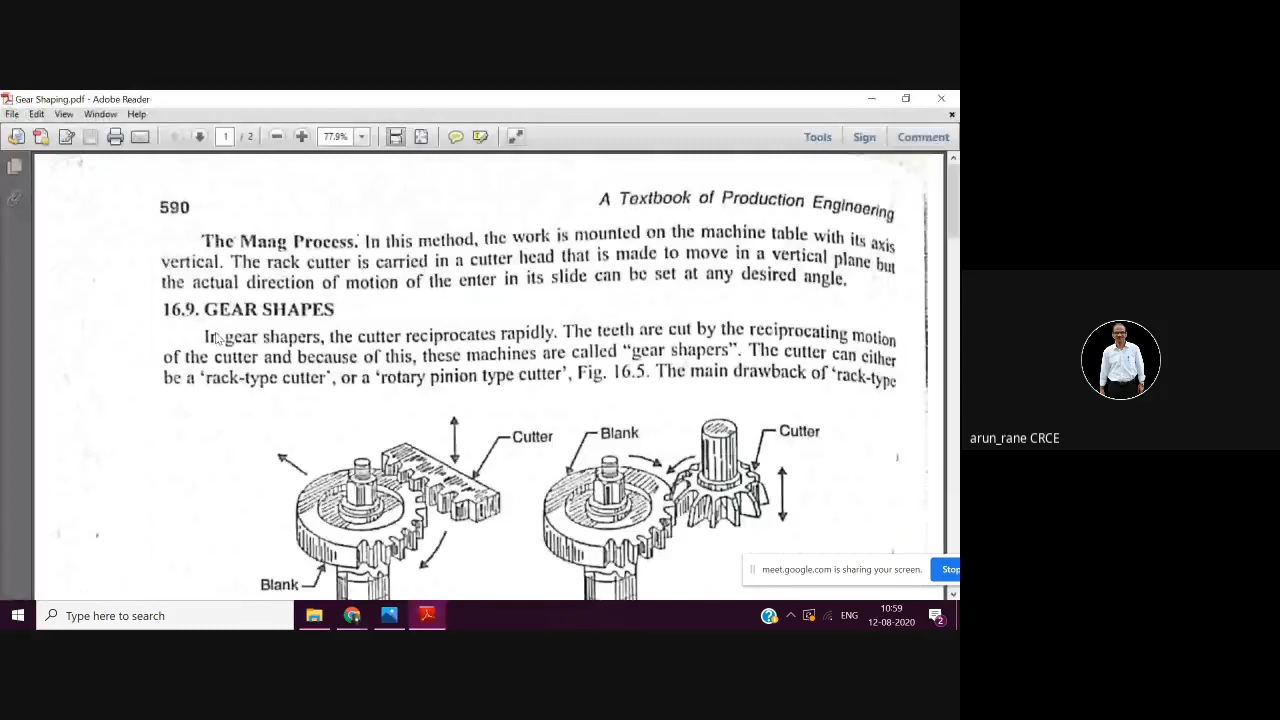 Gear Shaping.pdf - Adobe Reader
File Edit View Window Help
1 / 2 77.9% Tools Sign Comment
590 A Textbook of Production Engineering
The Maag Process. In this method, the work is mounted on the machine table with its axis
vertical. The rack cutter is carried in a cutter head that is made to move in a vertical plane but
the actual direction of motion of the enter in its slide can be set at any desired angle.
16.9. GEAR SHAPES
In gear shapers, the cutter reciprocates rapidly. The teeth are cut by the reciprocating motion
of the cutter and because of this, these machines are called “gear shapers”. The cutter can either
be a ‘rack-type cutter’, or a ‘rotary pinion type cutter’, Fig. 16.5. The main drawback of ‘rack-type
Cutter Blank Cutter
Blank
meet.google.com is sharing your screen. Stop
Type here to search
ENG 10:59
12-08-2020
2
arun_rane CRCE